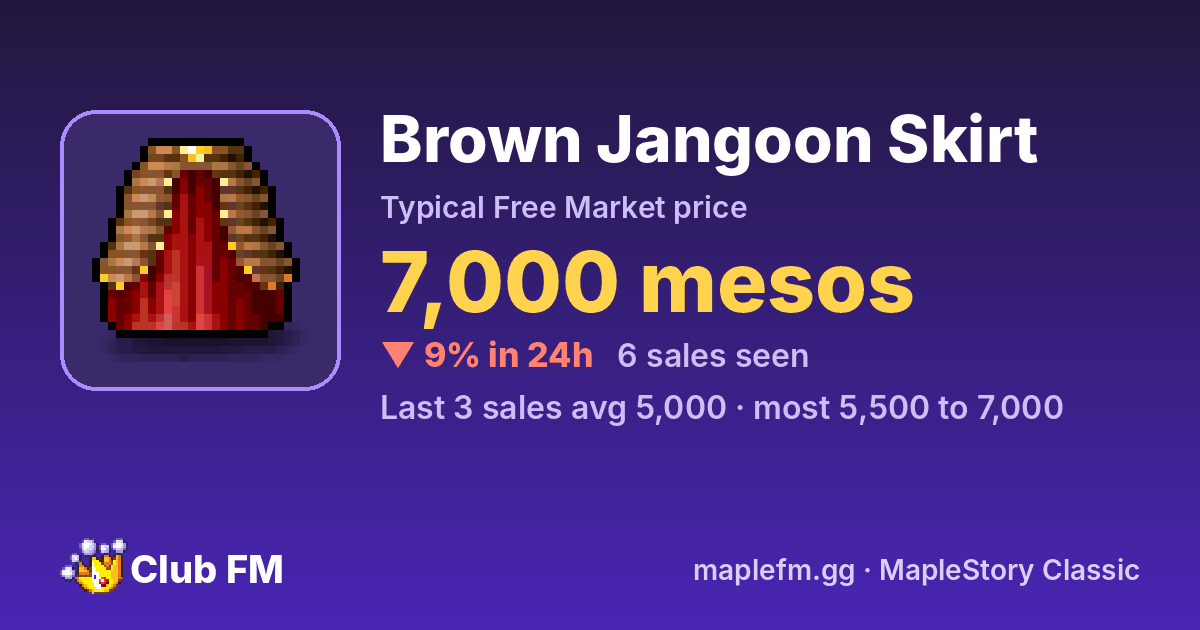 Brown Jangoon Skirt
Typical Free Market price
7,000 mesos
▼ 9% in 24h 6 sales seen
Last 3 sales avg 5,000 · most 5,500 to 7,000
Club FM
maplefm.gg · MapleStory Classic